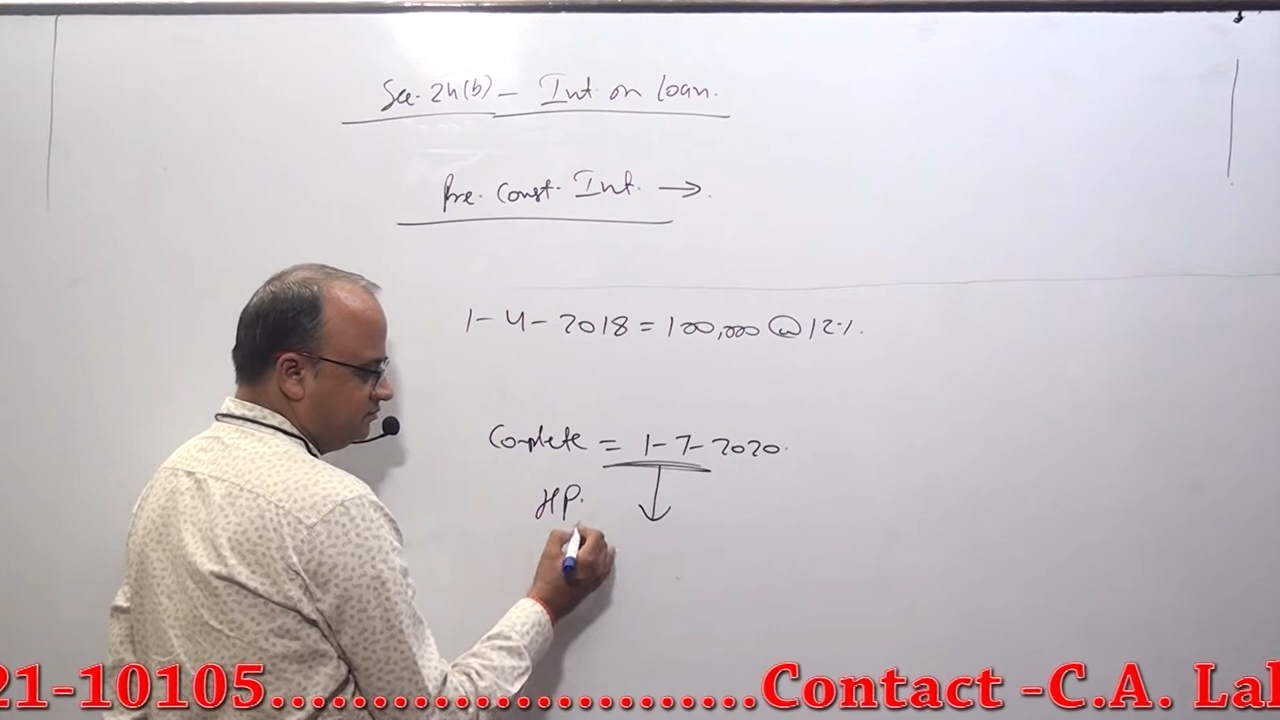 Sec. 24(b) – Int. on loan.
Pre. Const. Int. →
1-4-2018 = 100,000 @ 12%.
Complete = 1-7-2020.
HP.
21-10105...............................Contact -C.A. Lal